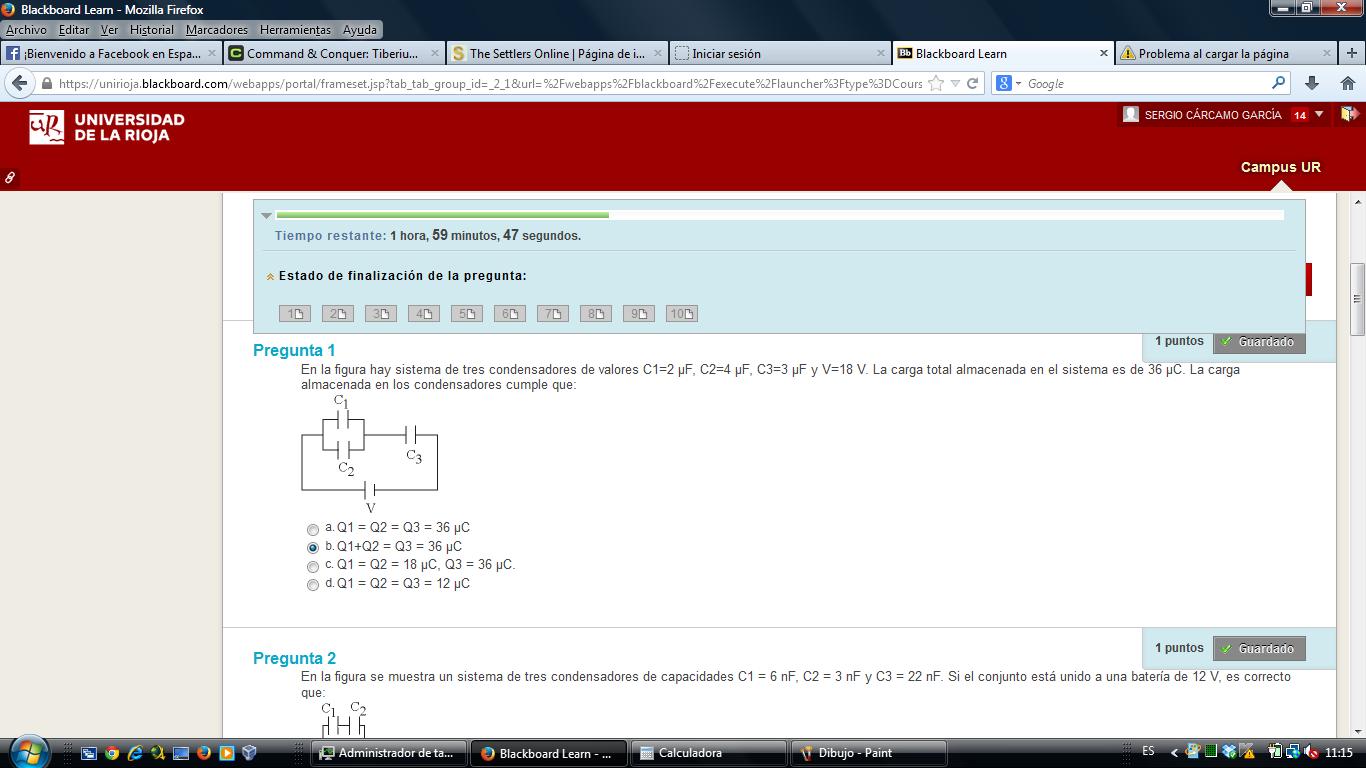 Blackboard Learn - Mozilla Firefox
Archivo Editar Ver Historial Marcadores Herramientas Ayuda
¡Bienvenido a Facebook en Espa... Command & Conquer: Tiberiu... The Settlers Online | Página de i... Iniciar sesión Blackboard Learn Problema al cargar la página
https://unirioja.blackboard.com/webapps/portal/frameset.jsp?tab_tab_group_id=_2_1&url=%2Fwebapps%2Fblackboard%2Fexecute%2Flauncher%3Ftype%3DCours Google
UNIVERSIDAD
DE LA RIOJA
SERGIO CÁRCAMO GARCÍA 14
Campus UR
Tiempo restante: 1 hora, 59 minutos, 47 segundos.
Estado de finalización de la pregunta:
1 2 3 4 5 6 7 8 9 10
Pregunta 1
1 puntos Guardado
En la figura hay sistema de tres condensadores de valores C1=2 µF, C2=4 µF, C3=3 µF y V=18 V. La carga total almacenada en el sistema es de 36 µC. La carga
almacenada en los condensadores cumple que:
C1
C3
C2
V
a. Q1 = Q2 = Q3 = 36 µC
b. Q1+Q2 = Q3 = 36 µC
c. Q1 = Q2 = 18 µC, Q3 = 36 µC.
d. Q1 = Q2 = Q3 = 12 µC
Pregunta 2
1 puntos Guardado
En la figura se muestra un sistema de tres condensadores de capacidades C1 = 6 nF, C2 = 3 nF y C3 = 22 nF. Si el conjunto está unido a una batería de 12 V, es correcto
que:
C1 C2
Administrador de ta... Blackboard Learn - ... Calculadora Dibujo - Paint ES 11:15